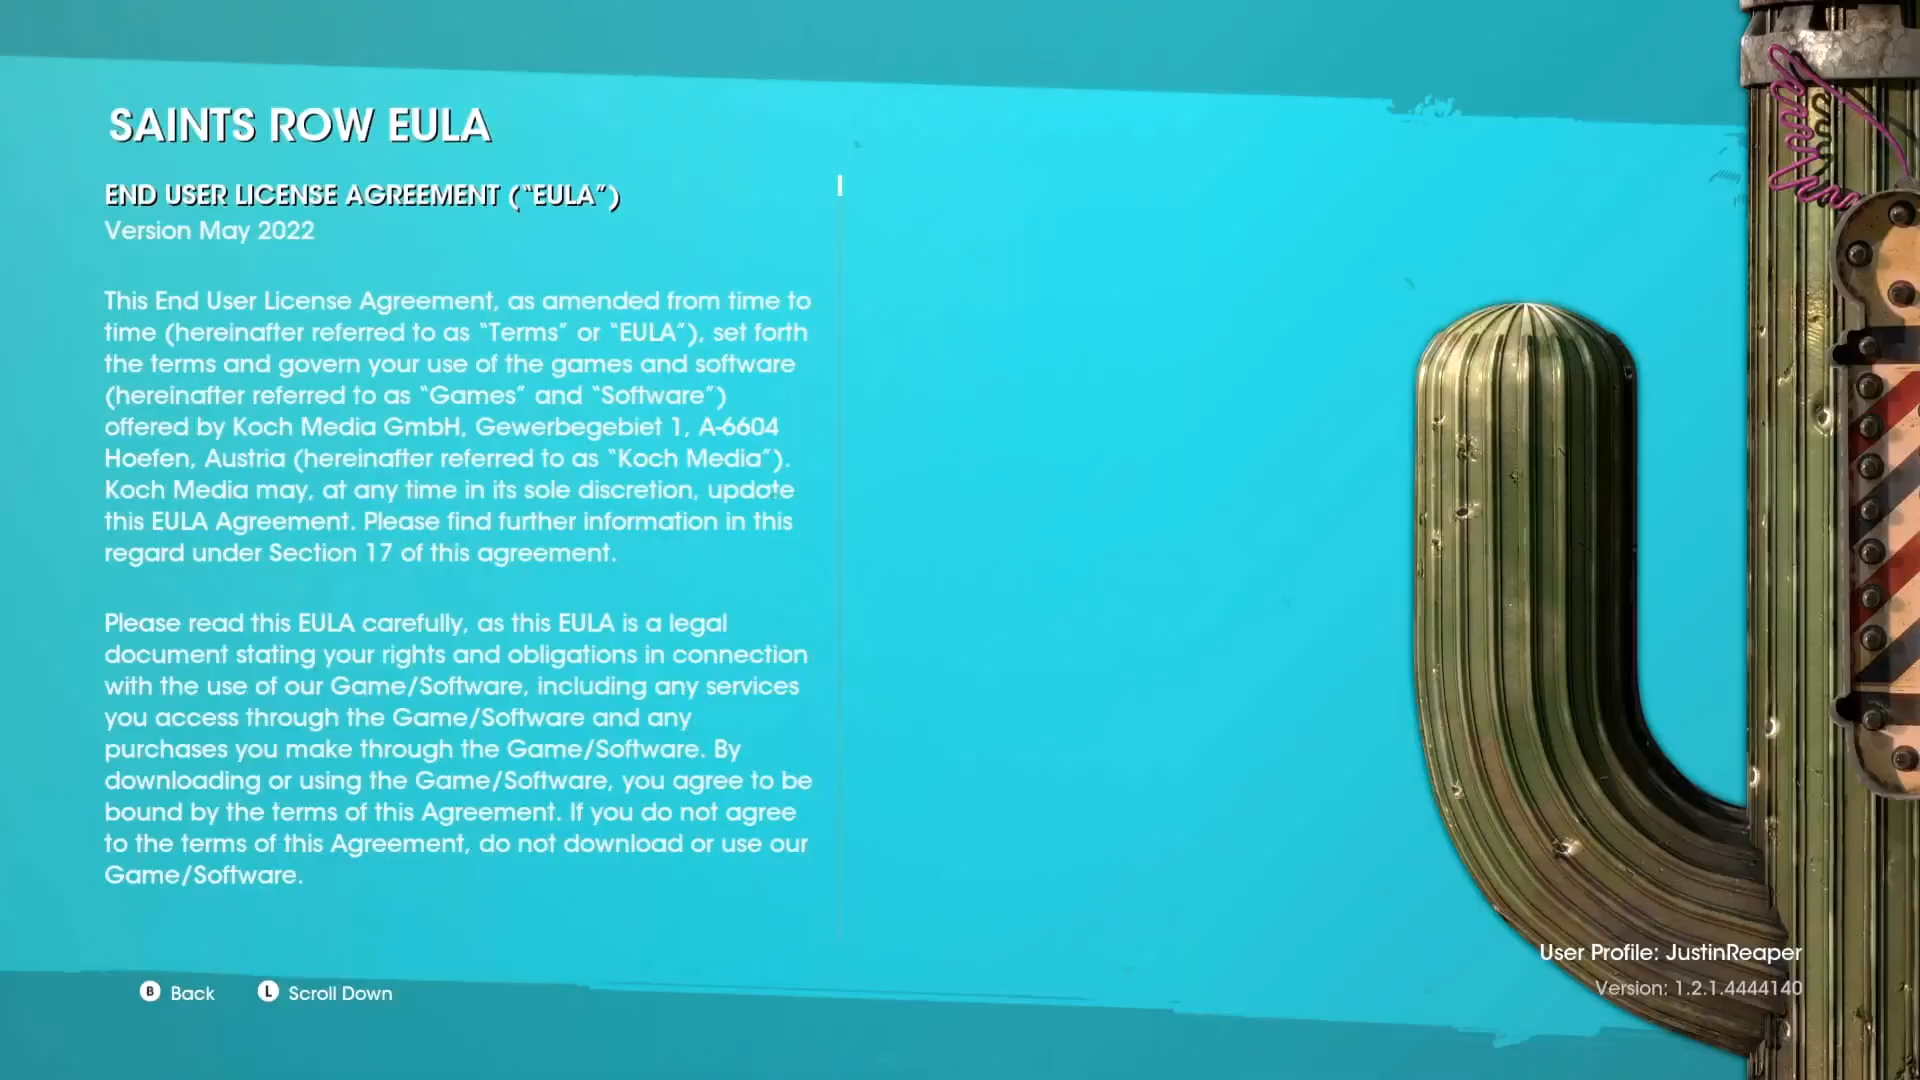 SAINTS ROW EULA
END USER LICENSE AGREEMENT (“EULA”)
Version May 2022
This End User License Agreement, as amended from time to
time (hereinafter referred to as “Terms” or “EULA”), set forth
the terms and govern your use of the games and software
(hereinafter referred to as “Games” and “Software”)
offered by Koch Media GmbH, Gewerbegebiet 1, A-6604
Hoefen, Austria (hereinafter referred to as “Koch Media”).
Koch Media may, at any time in its sole discretion, update
this EULA Agreement. Please find further information in this
regard under Section 17 of this agreement.
Please read this EULA carefully, as this EULA is a legal
document stating your rights and obligations in connection
with the use of our Game/Software, including any services
you access through the Game/Software and any
purchases you make through the Game/Software. By
downloading or using the Game/Software, you agree to be
bound by the terms of this Agreement. If you do not agree
to the terms of this Agreement, do not download or use our
Game/Software.
User Profile: JustinReaper
Version: 1.2.1.4444140
B Back L Scroll Down